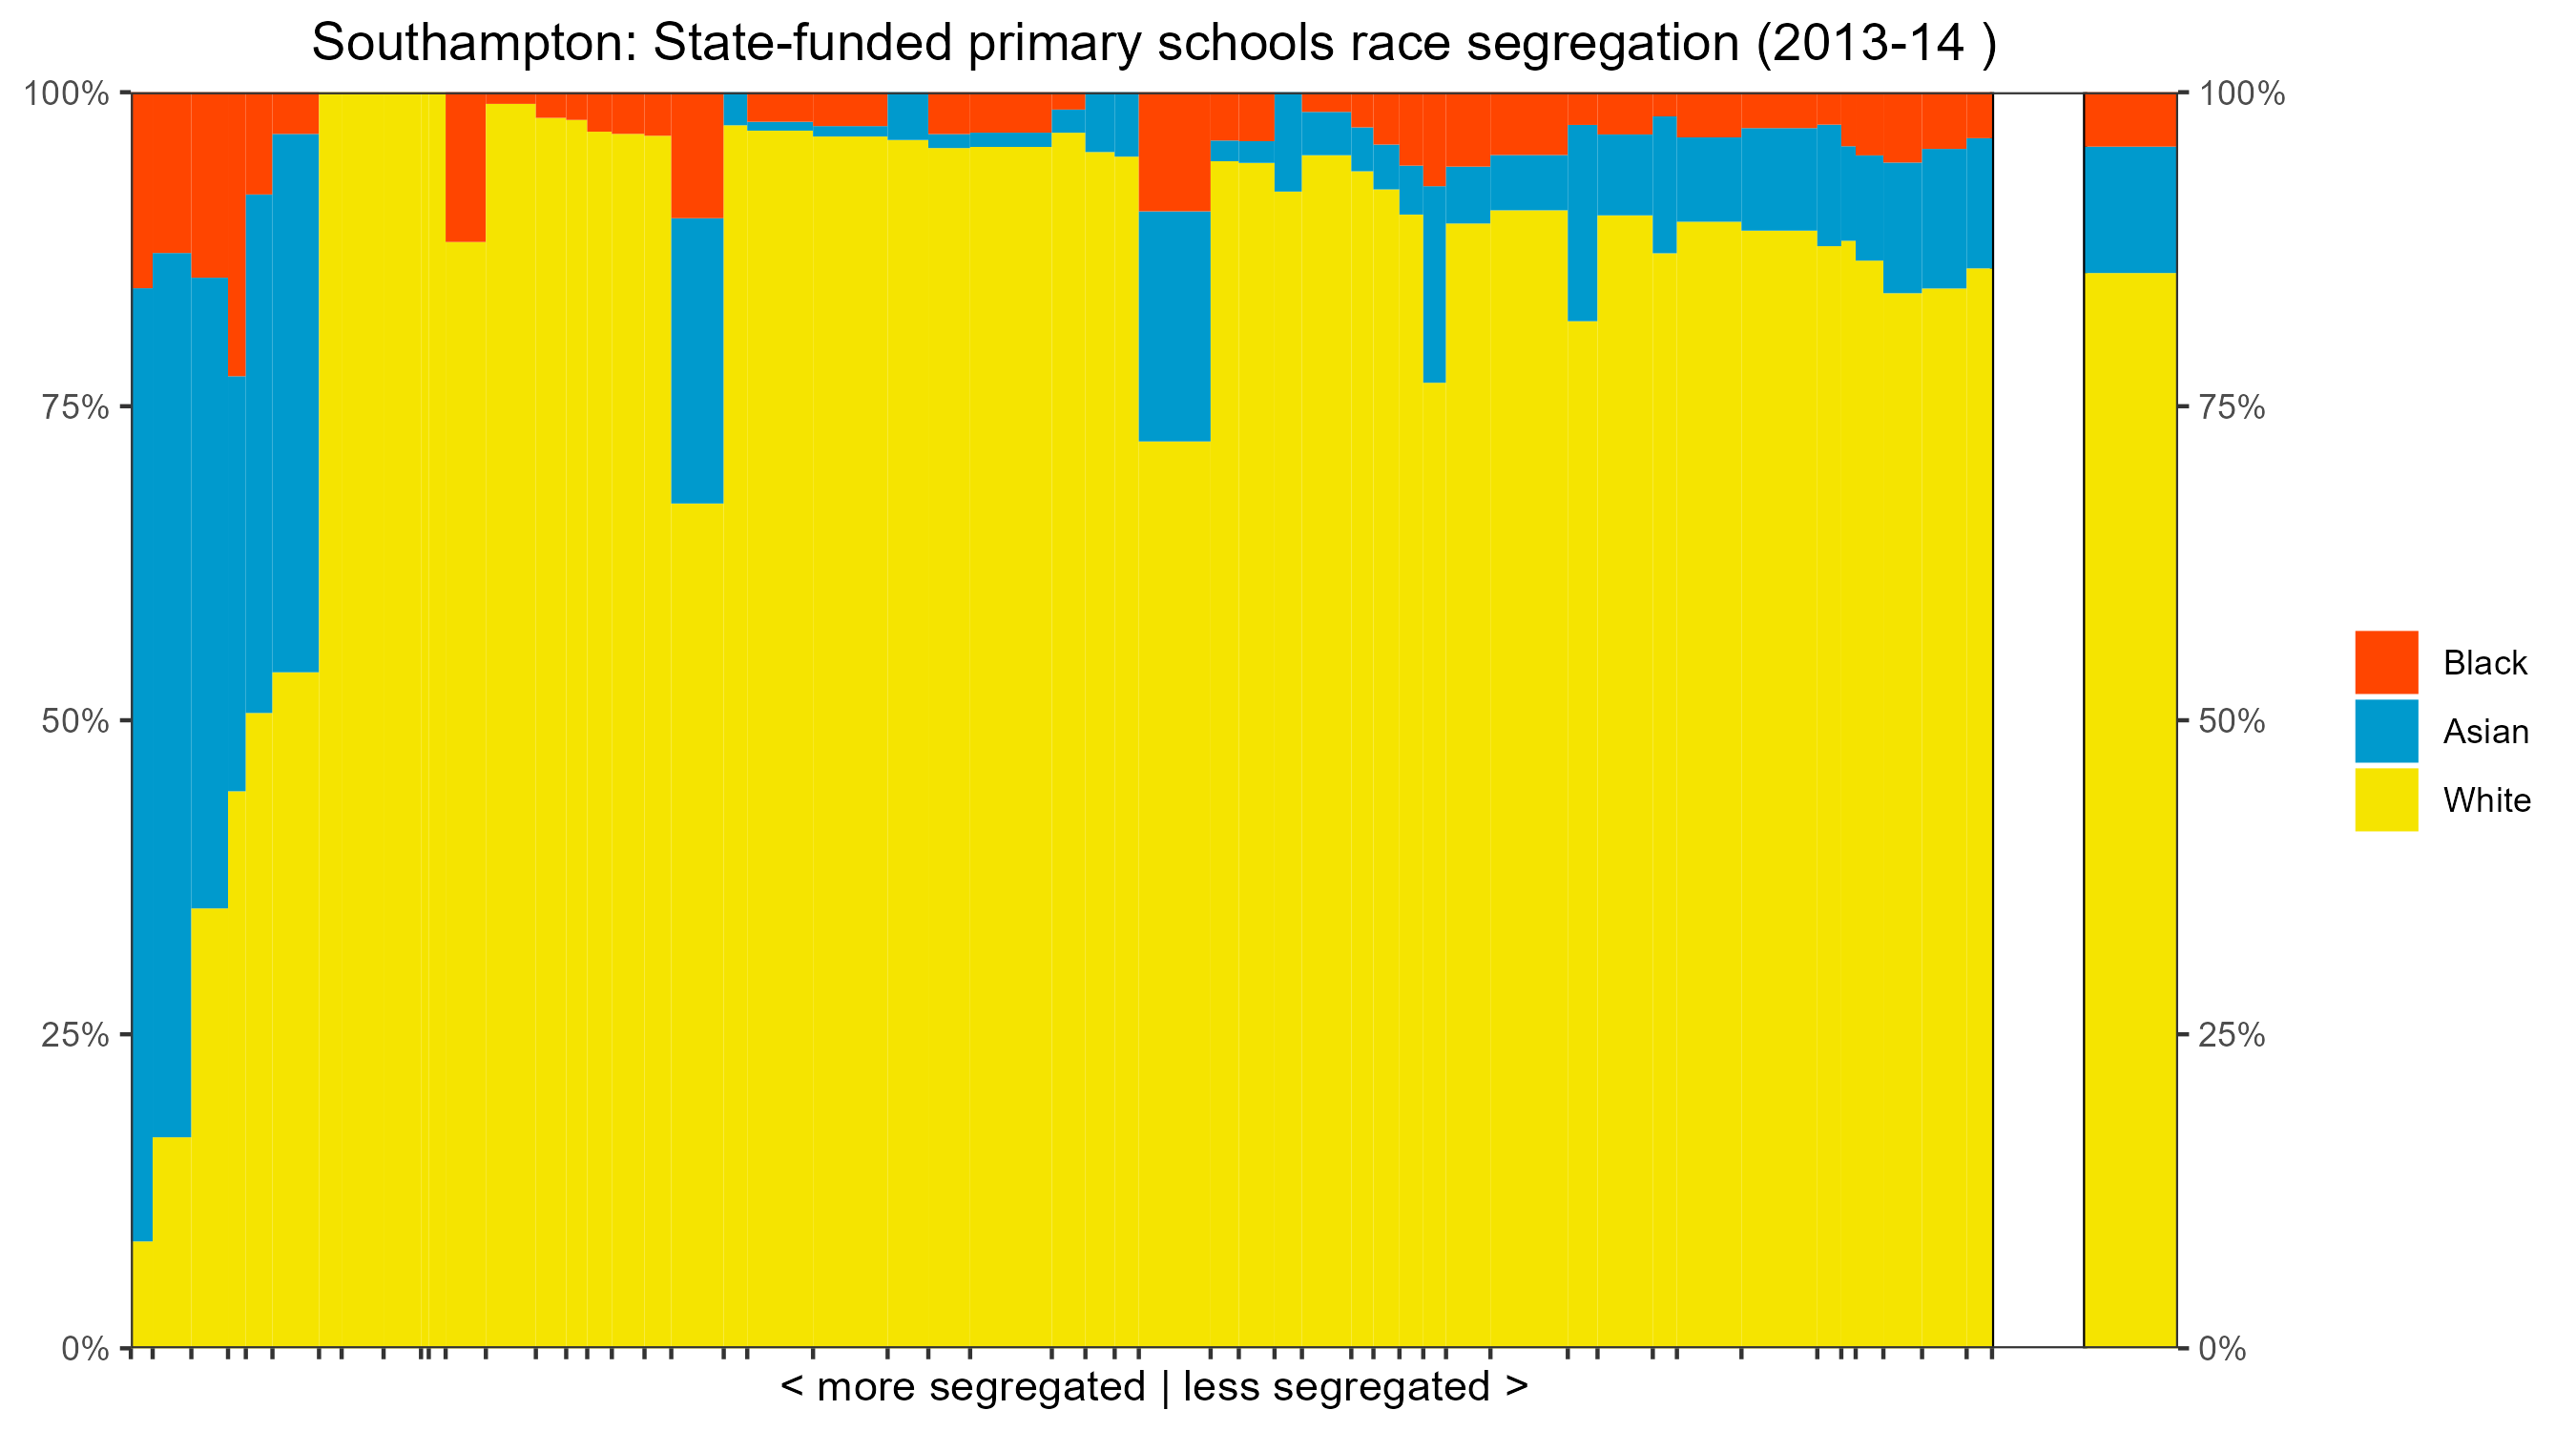 Southampton: State-funded primary schools race segregation (2013-14 )
100%
75%
50%
25%
0%
100%
75%
50%
25%
0%
Black
Asian
White
< more segregated | less segregated >